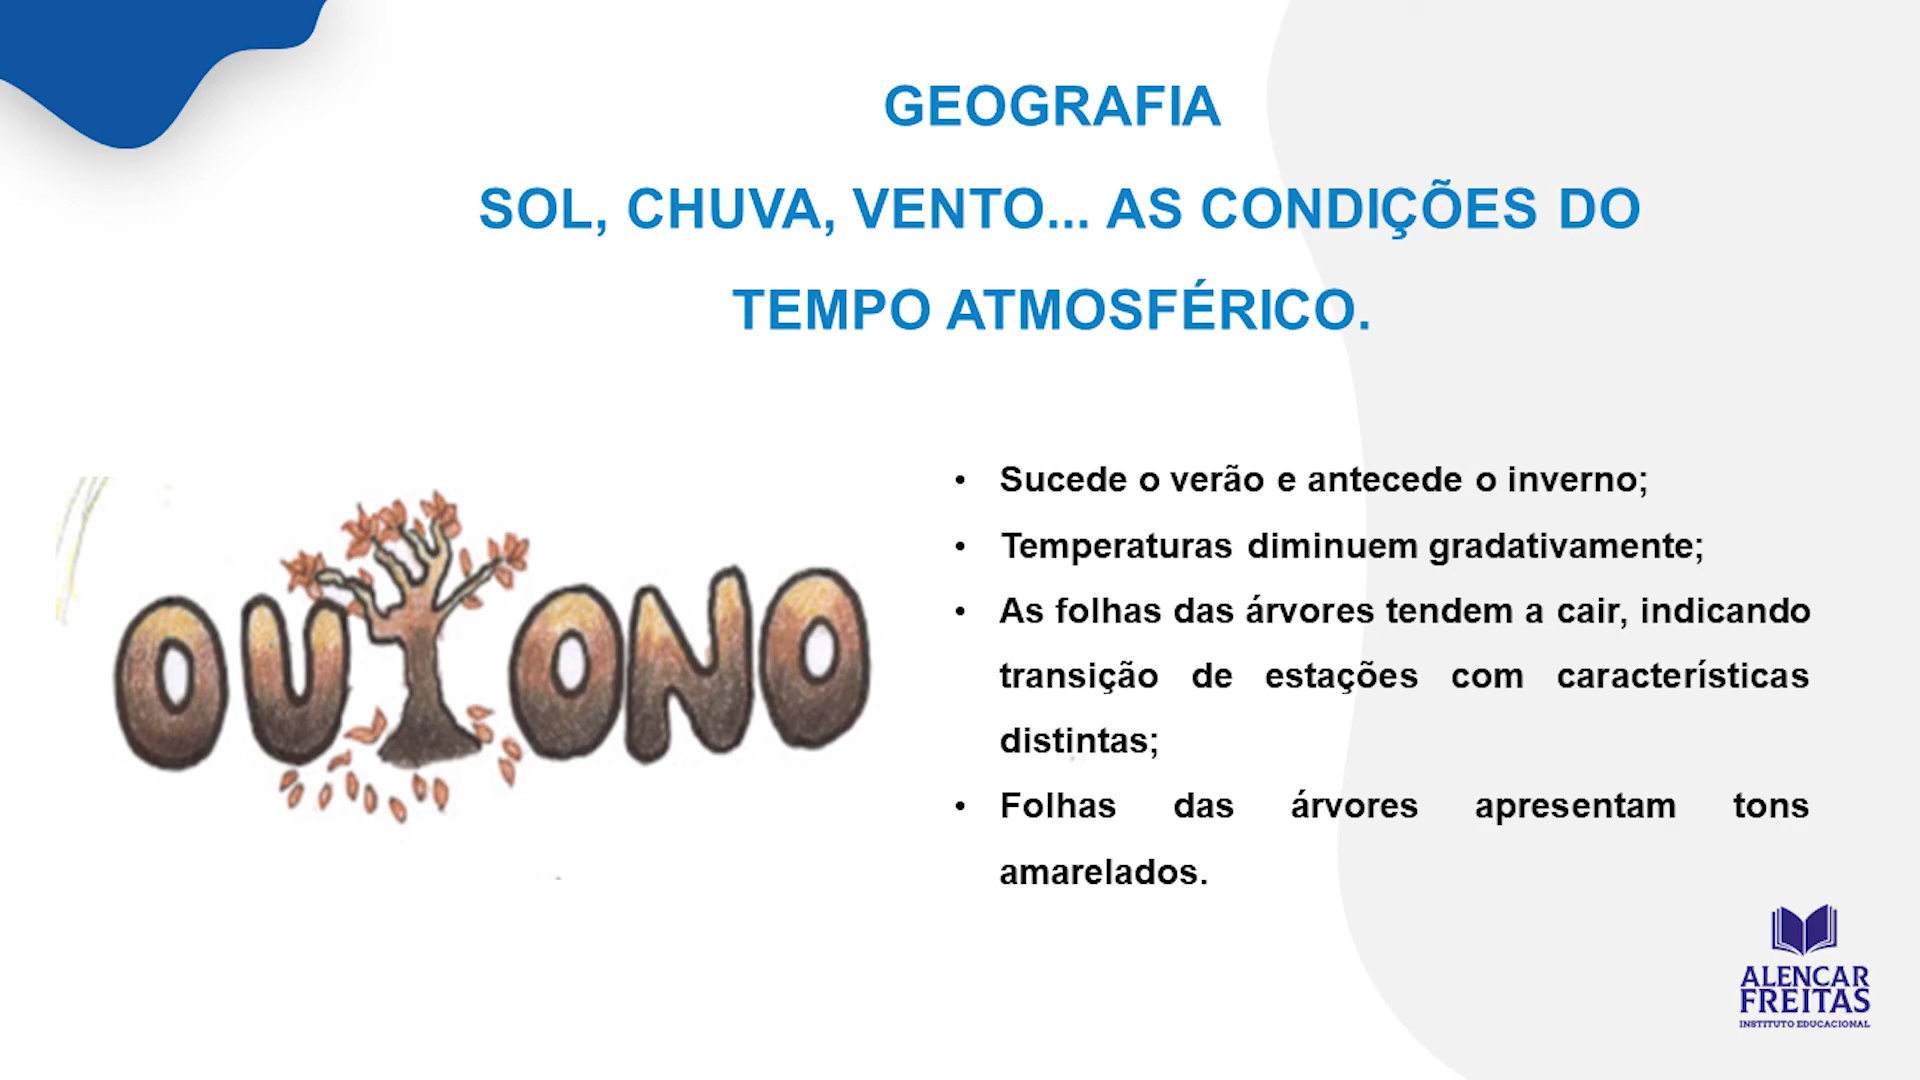 GEOGRAFIA
SOL, CHUVA, VENTO... AS CONDIÇÕES DO
TEMPO ATMOSFÉRICO.
OUTONO
• Sucede o verão e antecede o inverno;
• Temperaturas diminuem gradativamente;
• As folhas das árvores tendem a cair, indicando
transição de estações com características
distintas;
• Folhas das árvores apresentam tons
amarelados.
ALENCAR
FREITAS
INSTITUTO EDUCACIONAL